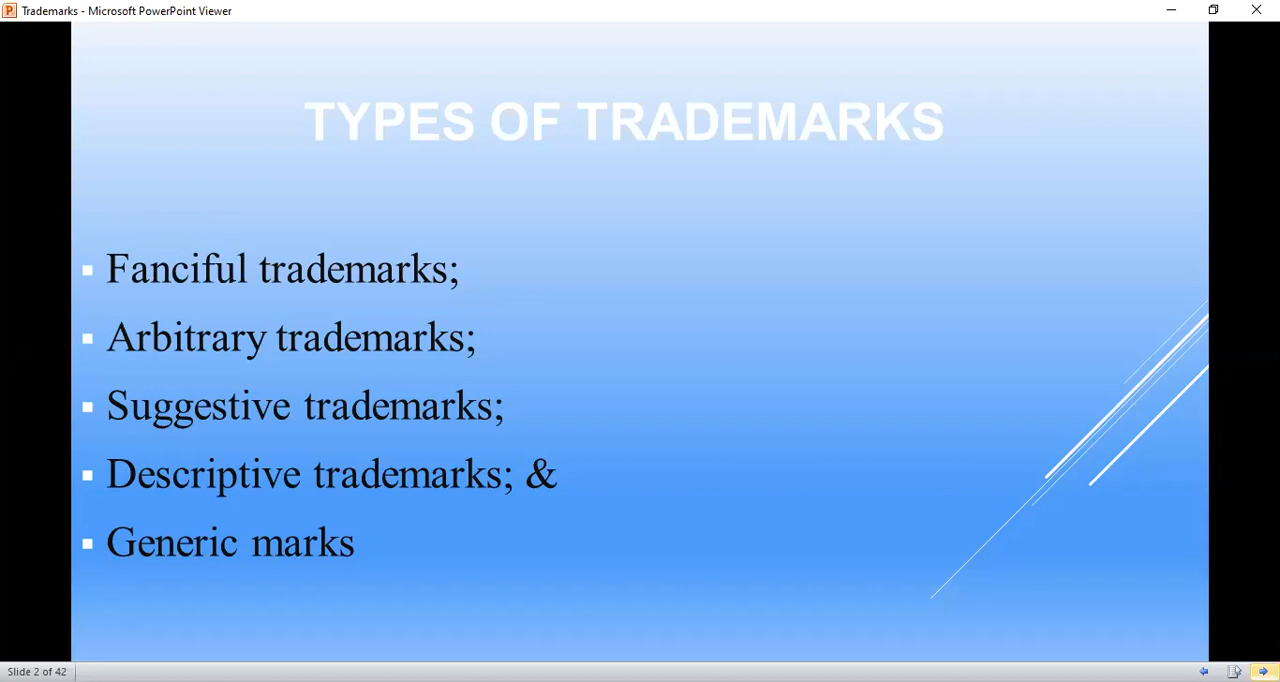 Trademarks - Microsoft PowerPoint Viewer
TYPES OF TRADEMARKS
▪ Fanciful trademarks;
▪ Arbitrary trademarks;
▪ Suggestive trademarks;
▪ Descriptive trademarks; &
▪ Generic marks
Slide 2 of 42